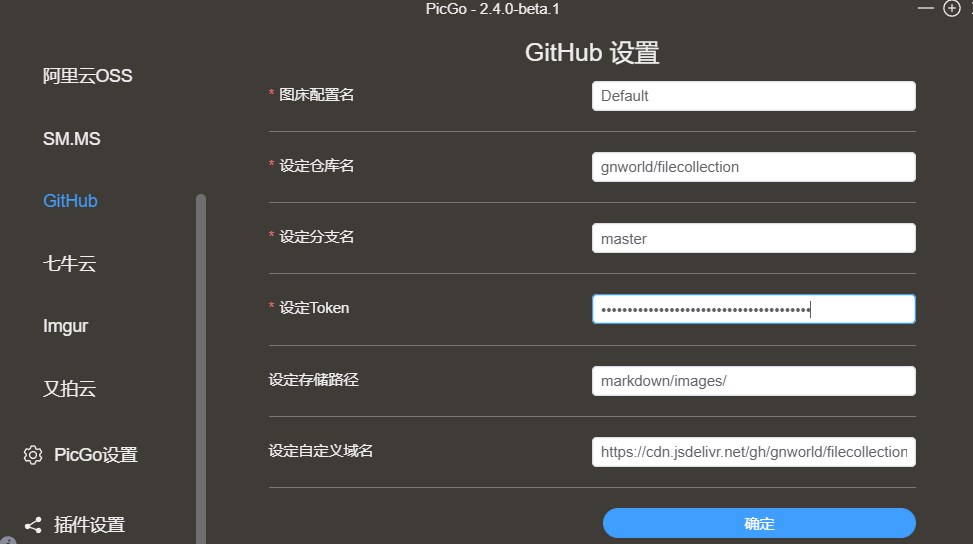 PicGo - 2.4.0-beta.1
阿里云OSS
SM.MS
GitHub
七牛云
Imgur
又拍云
PicGo设置
插件设置
GitHub 设置
* 图床配置名
Default
* 设定仓库名
gnworld/filecollection
* 设定分支名
master
* 设定Token
设定存储路径
markdown/images/
设定自定义域名
https://cdn.jsdelivr.net/gh/gnworld/filecollection
确定